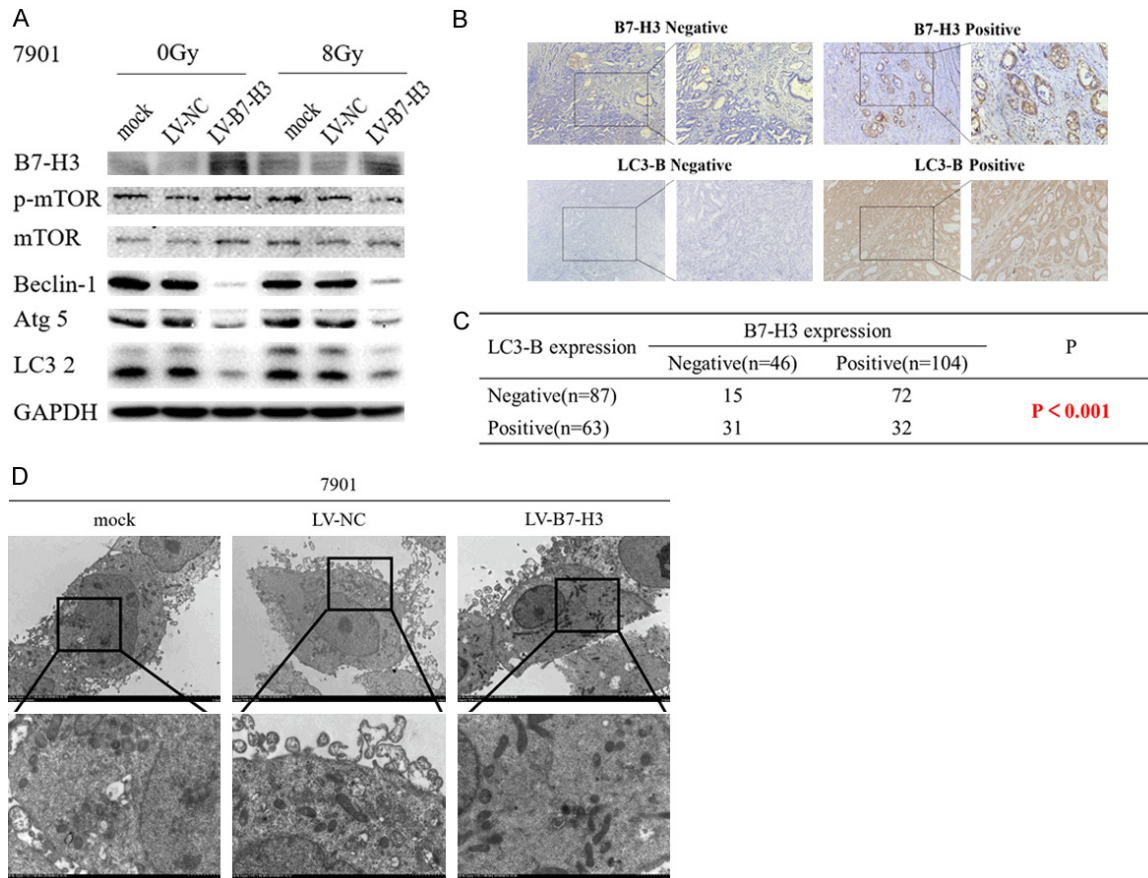 A
7901
0Gy 8Gy
mock LV-NC LV-B7-H3 mock LV-NC LV-B7-H3
B7-H3
p-mTOR
mTOR
Beclin-1
Atg 5
LC3 2
GAPDH
B
B7-H3 Negative B7-H3 Positive
LC3-B Negative LC3-B Positive
C
LC3-B expression B7-H3 expression P
Negative(n=46) Positive(n=104)
Negative(n=87) 15 72
P < 0.001
Positive(n=63) 31 32
D
7901
mock LV-NC LV-B7-H3